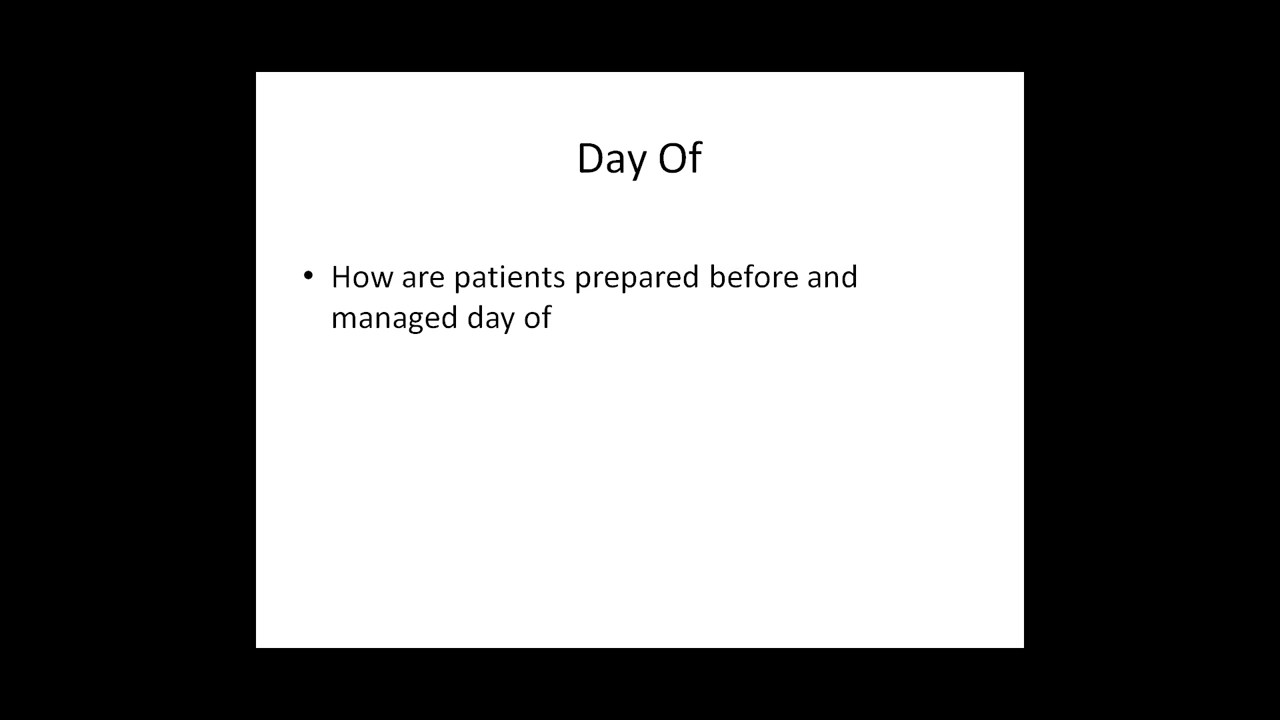 Day Of
• How are patients prepared before and
managed day of